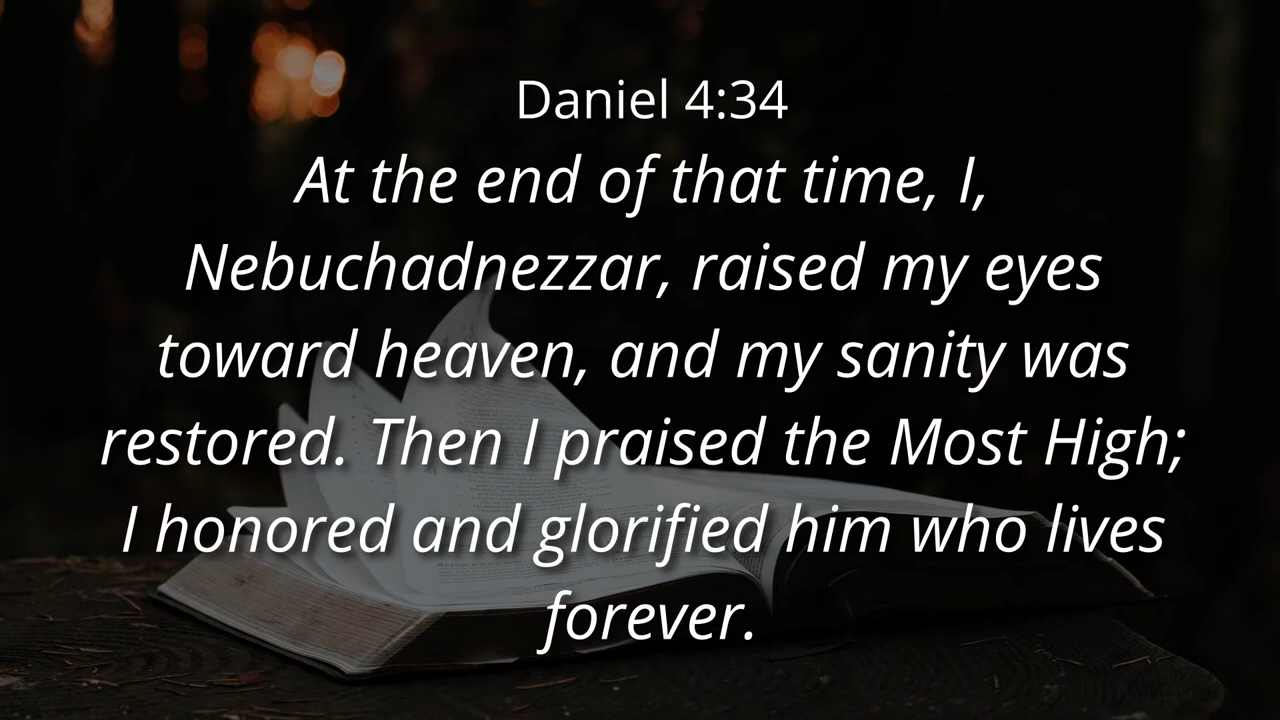 Daniel 4:34
At the end of that time, I,
Nebuchadnezzar, raised my eyes
toward heaven, and my sanity was
restored. Then I praised the Most High;
I honored and glorified him who lives
forever.